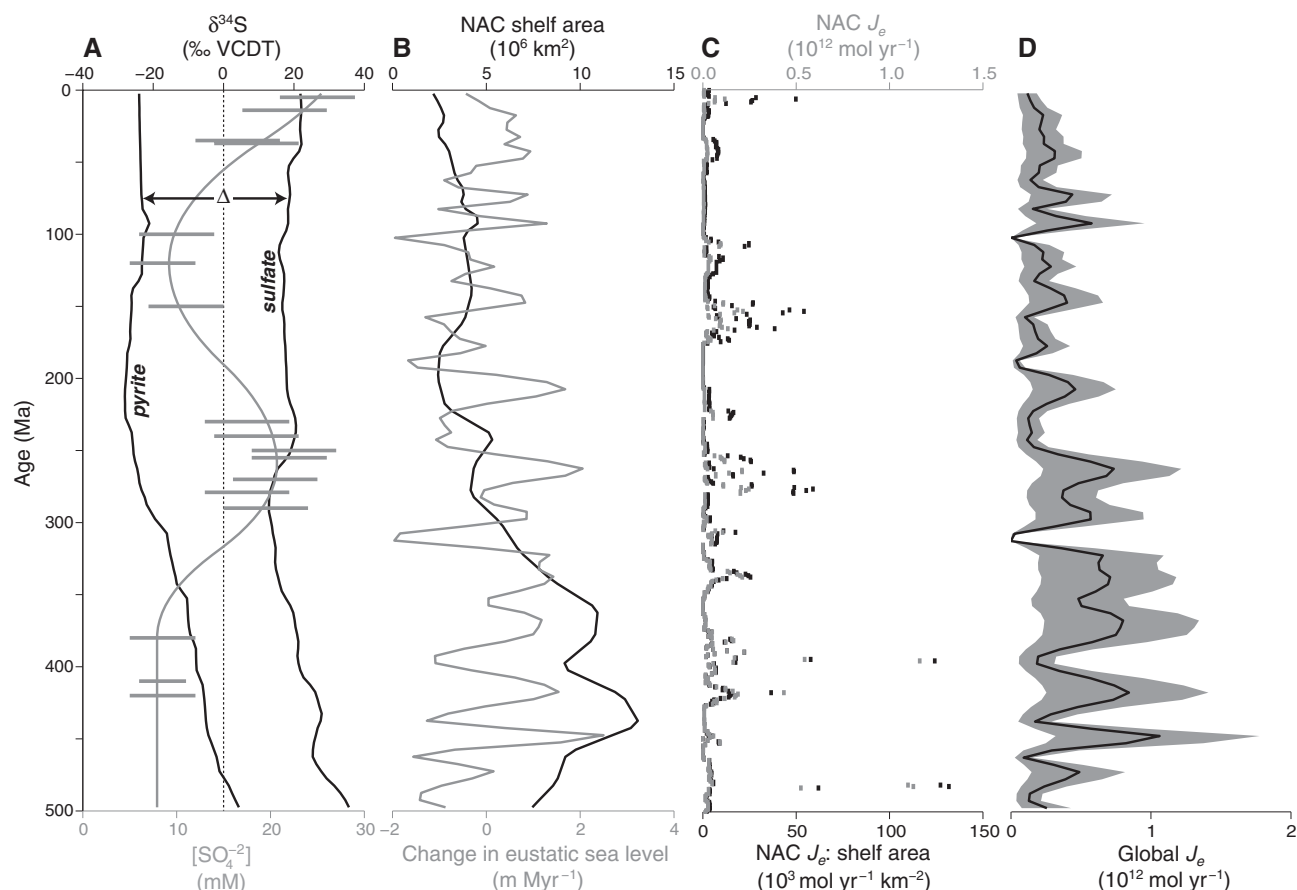 A
δ³⁴S
(‰ VCDT)
−40 −20 0 20 40
B
NAC shelf area
(10⁶ km²)
0 5 10 15
C
NAC Jₑ
(10¹² mol yr⁻¹)
0.0 0.5 1.0 1.5
D
Age (Ma)
0
100
200
300
400
500
Δ
pyrite
sulfate
0 10 20 30
[SO₄⁻²]
(mM)
−2 0 2 4
Change in eustatic sea level
(m Myr⁻¹)
0 50 100 150
NAC Jₑ: shelf area
(10³ mol yr⁻¹ km⁻²)
0 1 2
Global Jₑ
(10¹² mol yr⁻¹)